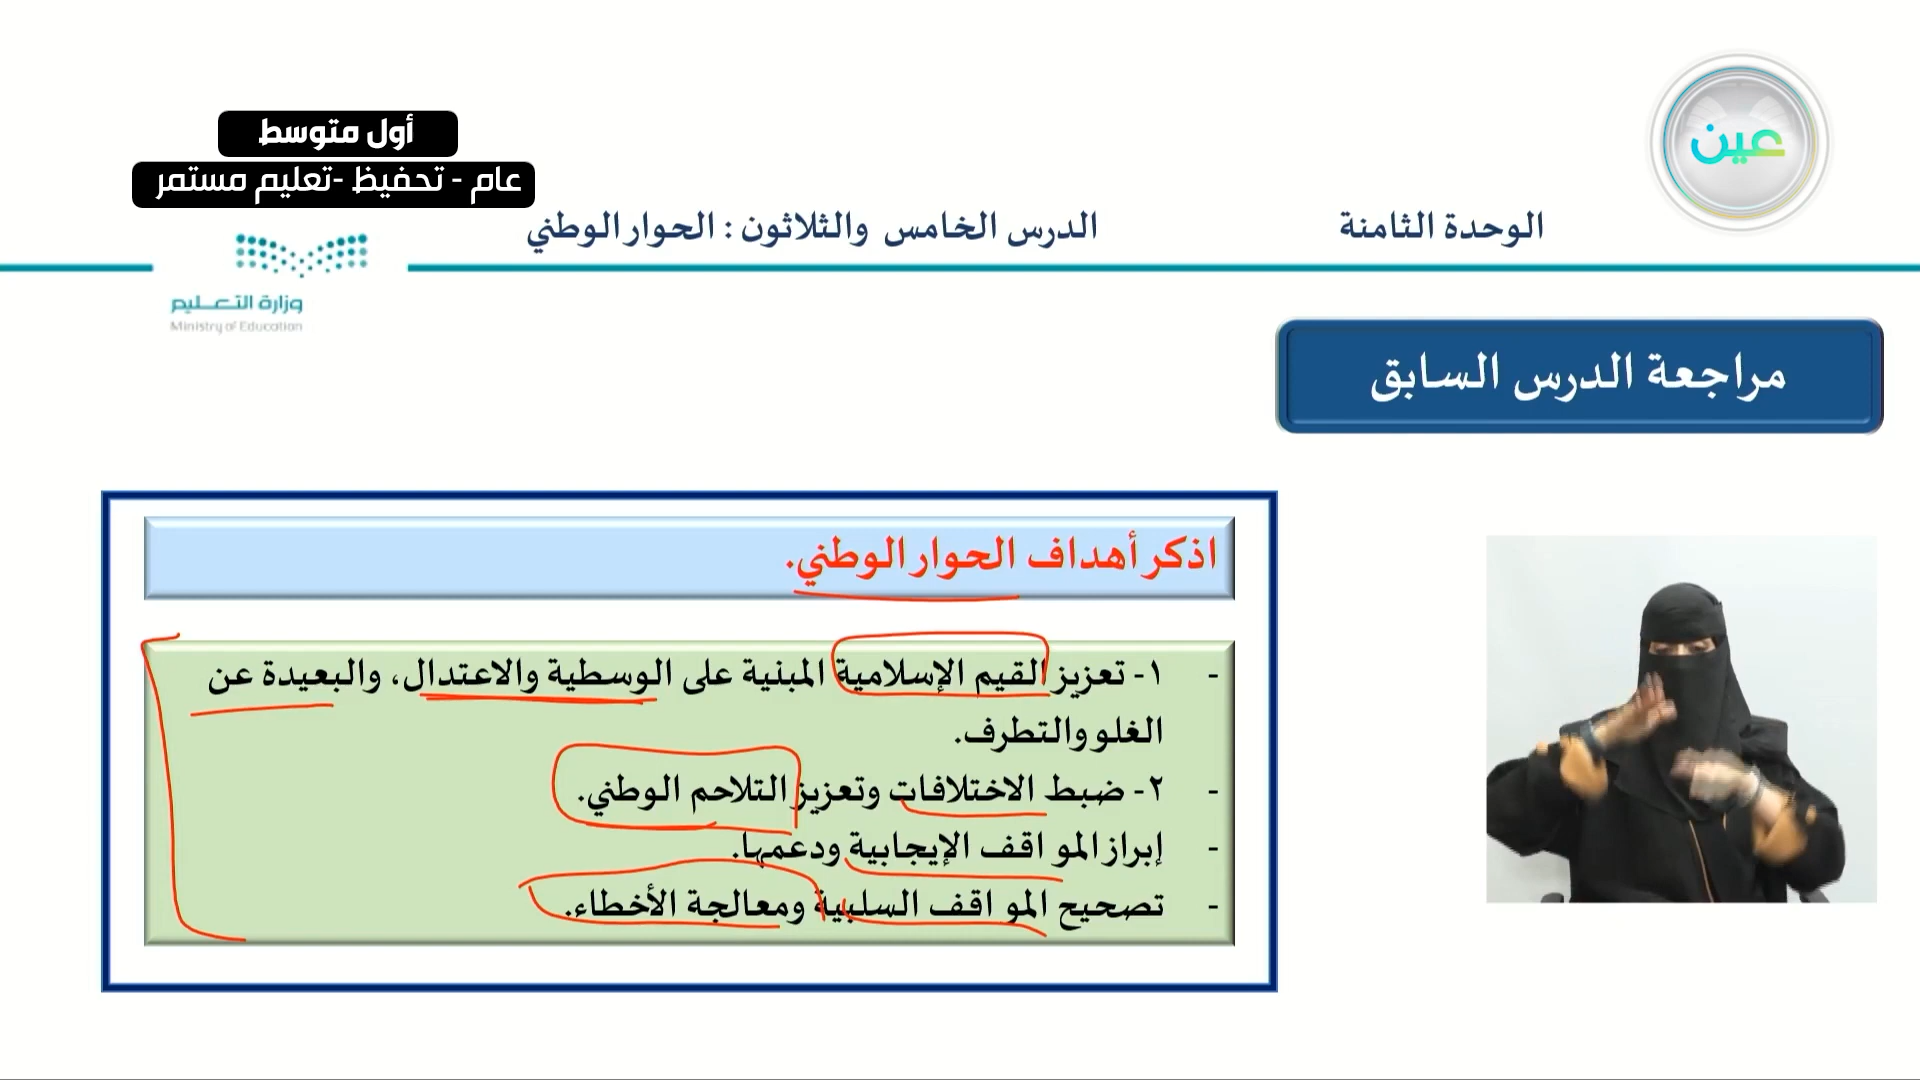 عين
أول متوسط
عام - تحفيظ -تعليم مستمر
الوحدة الثامنة
الدرس الخامس والثلاثون : الحوار الوطني
وزارة التعليم
Ministry of Education
مراجعة الدرس السابق
اذكر أهداف الحوار الوطني.
- ١- تعزيز القيم الإسلامية المبنية على الوسطية والاعتدال، والبعيدة عن
الغلو والتطرف.
- ٢- ضبط الاختلافات وتعزيز التلاحم الوطني.
- إبراز المواقف الإيجابية ودعمها.
- تصحيح المواقف السلبية ومعالجة الأخطاء.